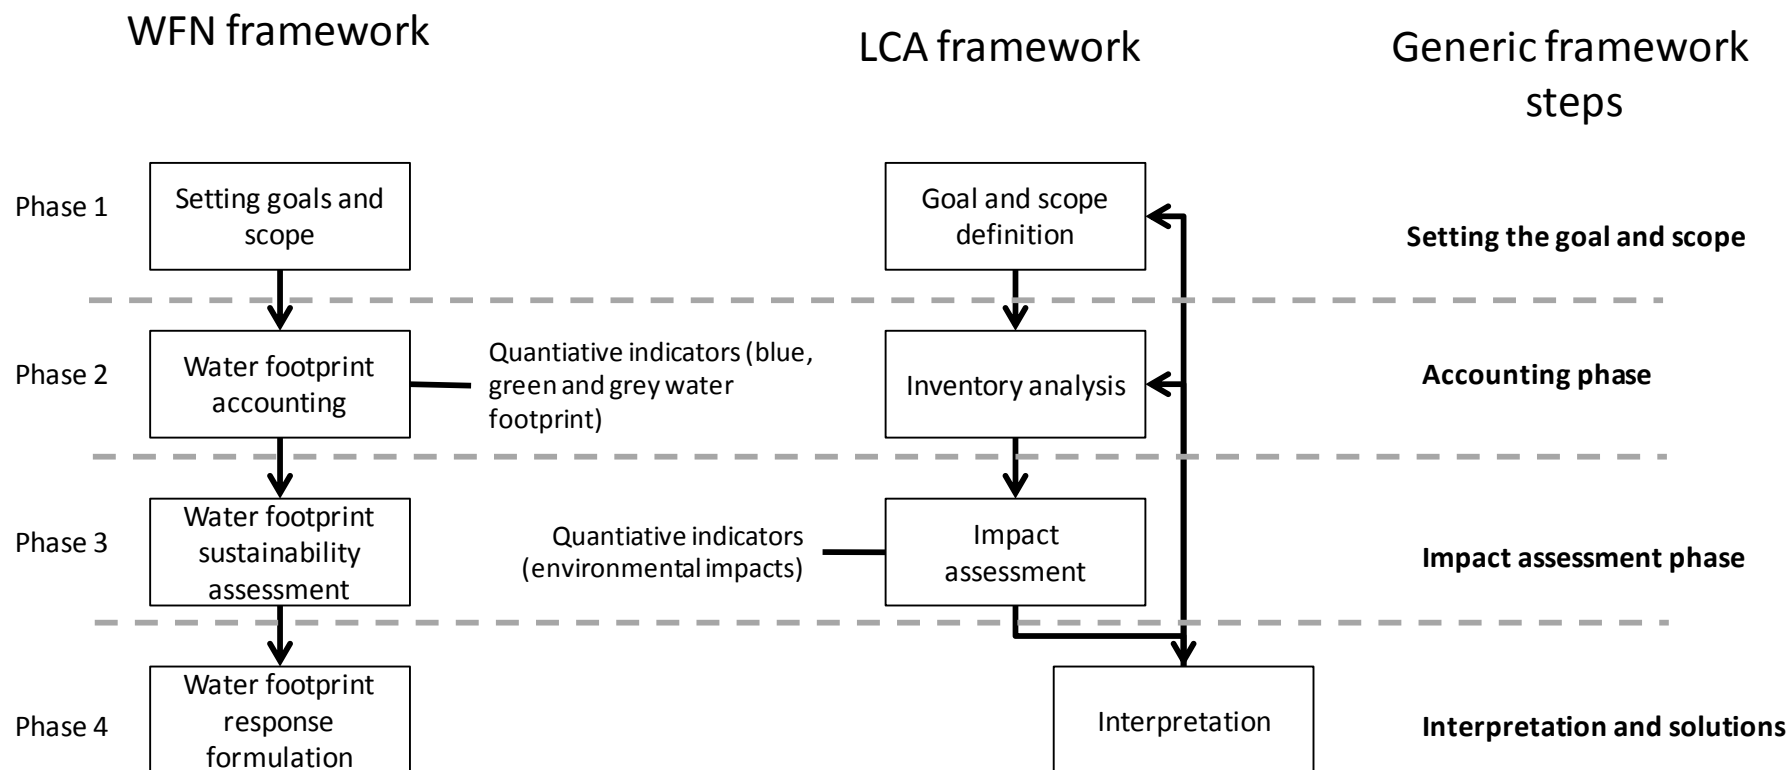 WFN framework
LCA framework
Generic framework
steps
Phase 1
Setting goals and
scope
Goal and scope
definition
Setting the goal and scope
Phase 2
Water footprint
accounting
Quantiative indicators (blue,
green and grey water
footprint)
Inventory analysis
Accounting phase
Phase 3
Water footprint
sustainability
assessment
Quantiative indicators
(environmental impacts)
Impact
assessment
Impact assessment phase
Phase 4
Water footprint
response
formulation
Interpretation
Interpretation and solutions